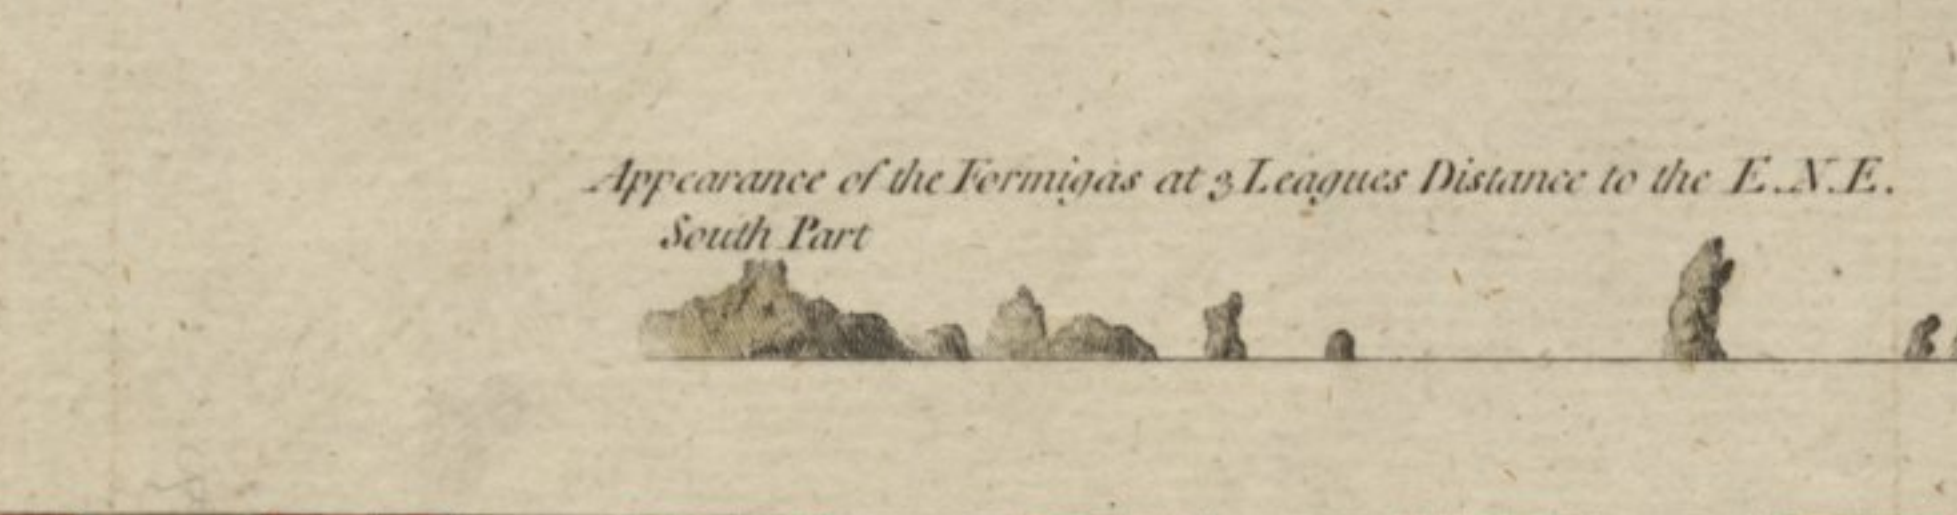 Appearance of the Formigas at 3 Leagues Distance to the E.N.E.
South Part